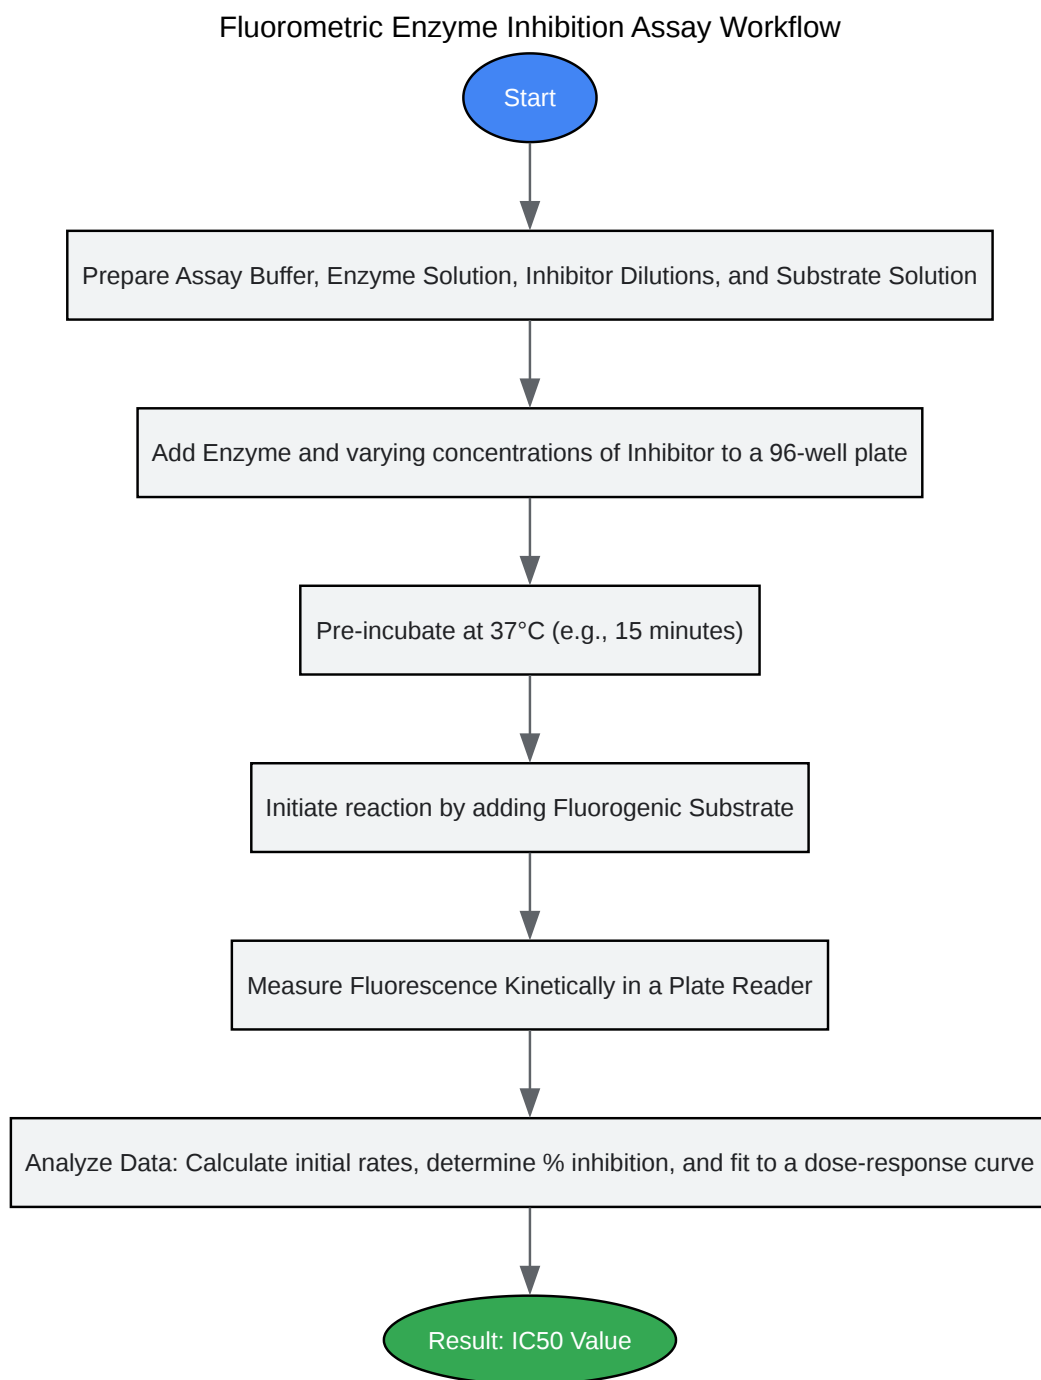 Fluorometric Enzyme Inhibition Assay Workflow
Start
Prepare Assay Buffer, Enzyme Solution, Inhibitor Dilutions, and Substrate Solution
Add Enzyme and varying concentrations of Inhibitor to a 96-well plate
Pre-incubate at 37°C (e.g., 15 minutes)
Initiate reaction by adding Fluorogenic Substrate
Measure Fluorescence Kinetically in a Plate Reader
Analyze Data: Calculate initial rates, determine % inhibition, and fit to a dose-response curve
Result: IC50 Value